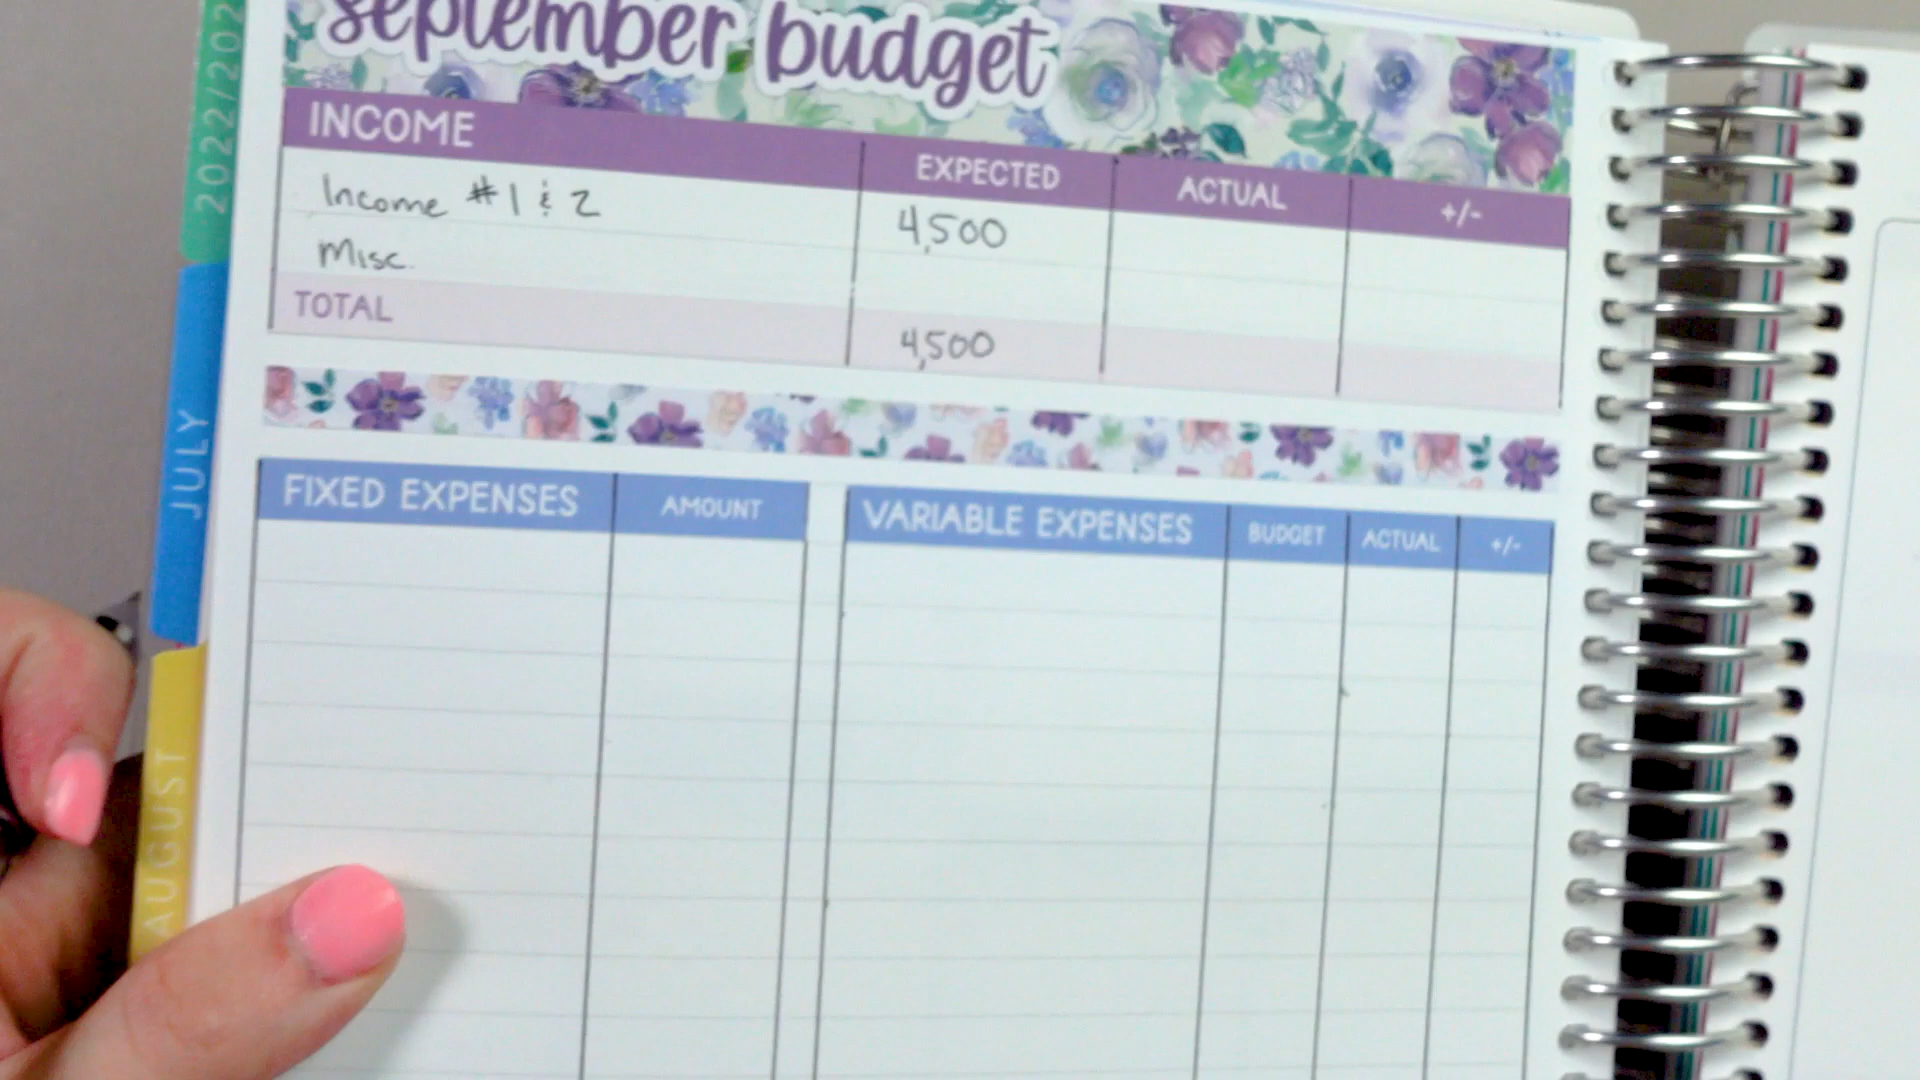 september budget
INCOME EXPECTED ACTUAL +/-
Income #1 & 2 4,500
Misc.
TOTAL 4,500
FIXED EXPENSES AMOUNT
VARIABLE EXPENSES BUDGET ACTUAL +/-
2022/202
JULY
AUGUST